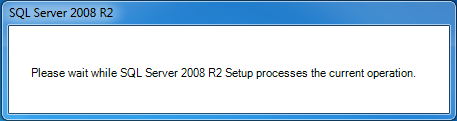 SQL Server 2008 R2
Please wait while SQL Server 2008 R2 Setup processes the current operation.